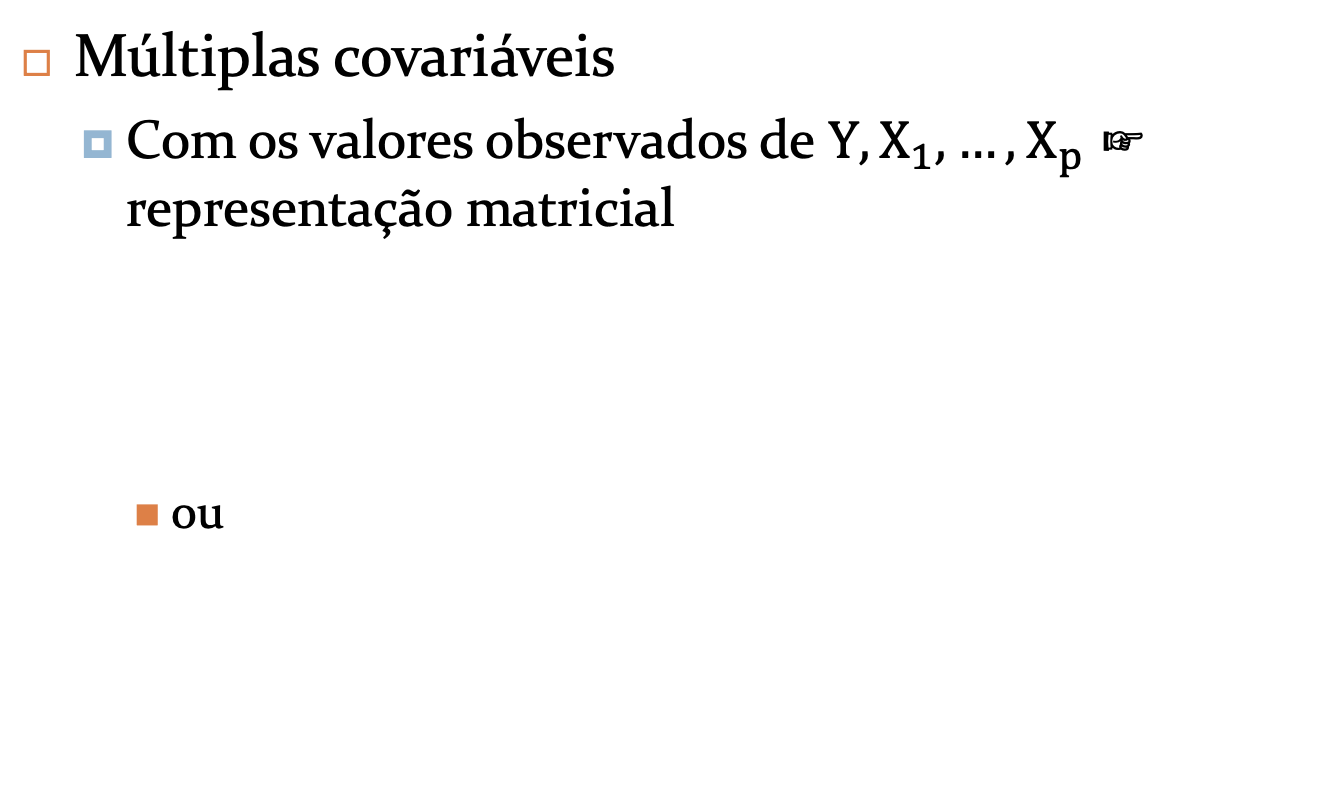 Múltiplas covariáveis
Com os valores observados de Y, X₁, … , Xₚ ☞
representação matricial
ou